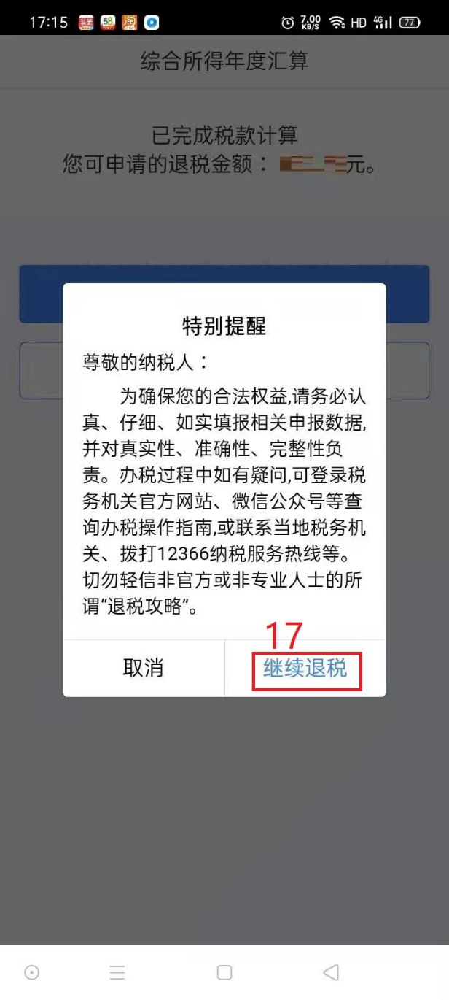 17:15
7.00
KB/S
HD
4G
77
综合所得年度汇算
已完成税款计算
您可申请的退税金额：元。
特别提醒
尊敬的纳税人：
为确保您的合法权益,请务必认
真、仔细、如实填报相关申报数据,
并对真实性、准确性、完整性负
责。办税过程中如有疑问,可登录税
务机关官方网站、微信公众号等查
询办税操作指南,或联系当地税务机
关、拨打12366纳税服务热线等。
切勿轻信非官方或非专业人士的所
谓“退税攻略”。
17
取消
继续退税